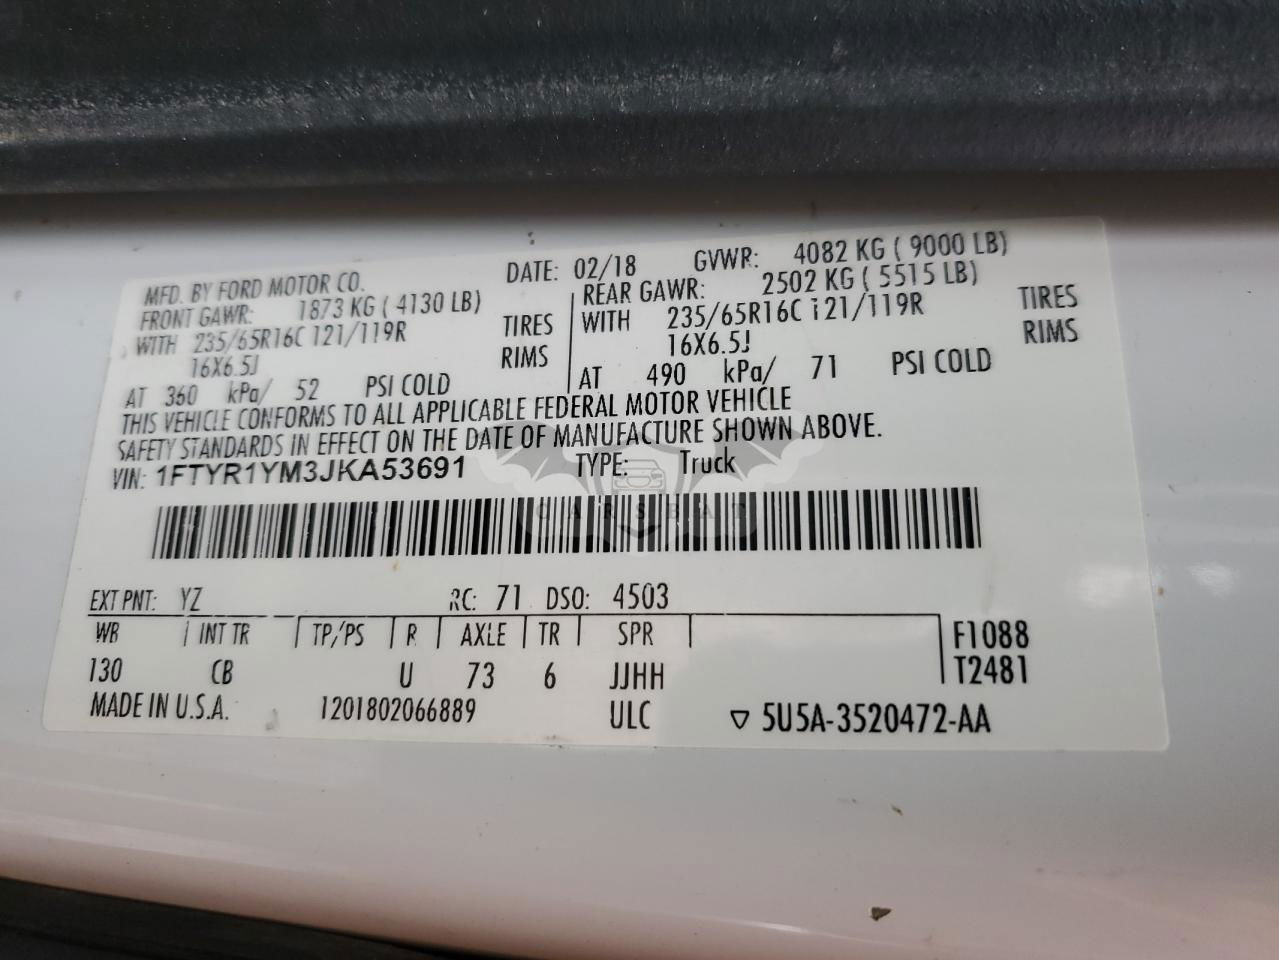 MFD. BY FORD MOTOR CO. DATE: 02/18 GVWR: 4082 KG ( 9000 LB)
FRONT GAWR: 1873 KG ( 4130 LB) REAR GAWR: 2502 KG ( 5515 LB)
WITH 235/65R16C 121/119R TIRES WITH 235/65R16C 121/119R TIRES
16X6.5J RIMS 16X6.5J RIMS
AT 360 kPa/ 52 PSI COLD AT 490 kPa/ 71 PSI COLD
THIS VEHICLE CONFORMS TO ALL APPLICABLE FEDERAL MOTOR VEHICLE
SAFETY STANDARDS IN EFFECT ON THE DATE OF MANUFACTURE SHOWN ABOVE.
VIN: 1FTYR1YM3JKA53691 TYPE: Truck
CARSBAT
EXT PNT: YZ RC: 71 DSO: 4503
WB INT TR TP/PS R AXLE TR SPR F1088
130 CB U 73 6 JJHH T2481
MADE IN U.S.A. 1201802066889 ULC ▽ 5U5A-3520472-AA